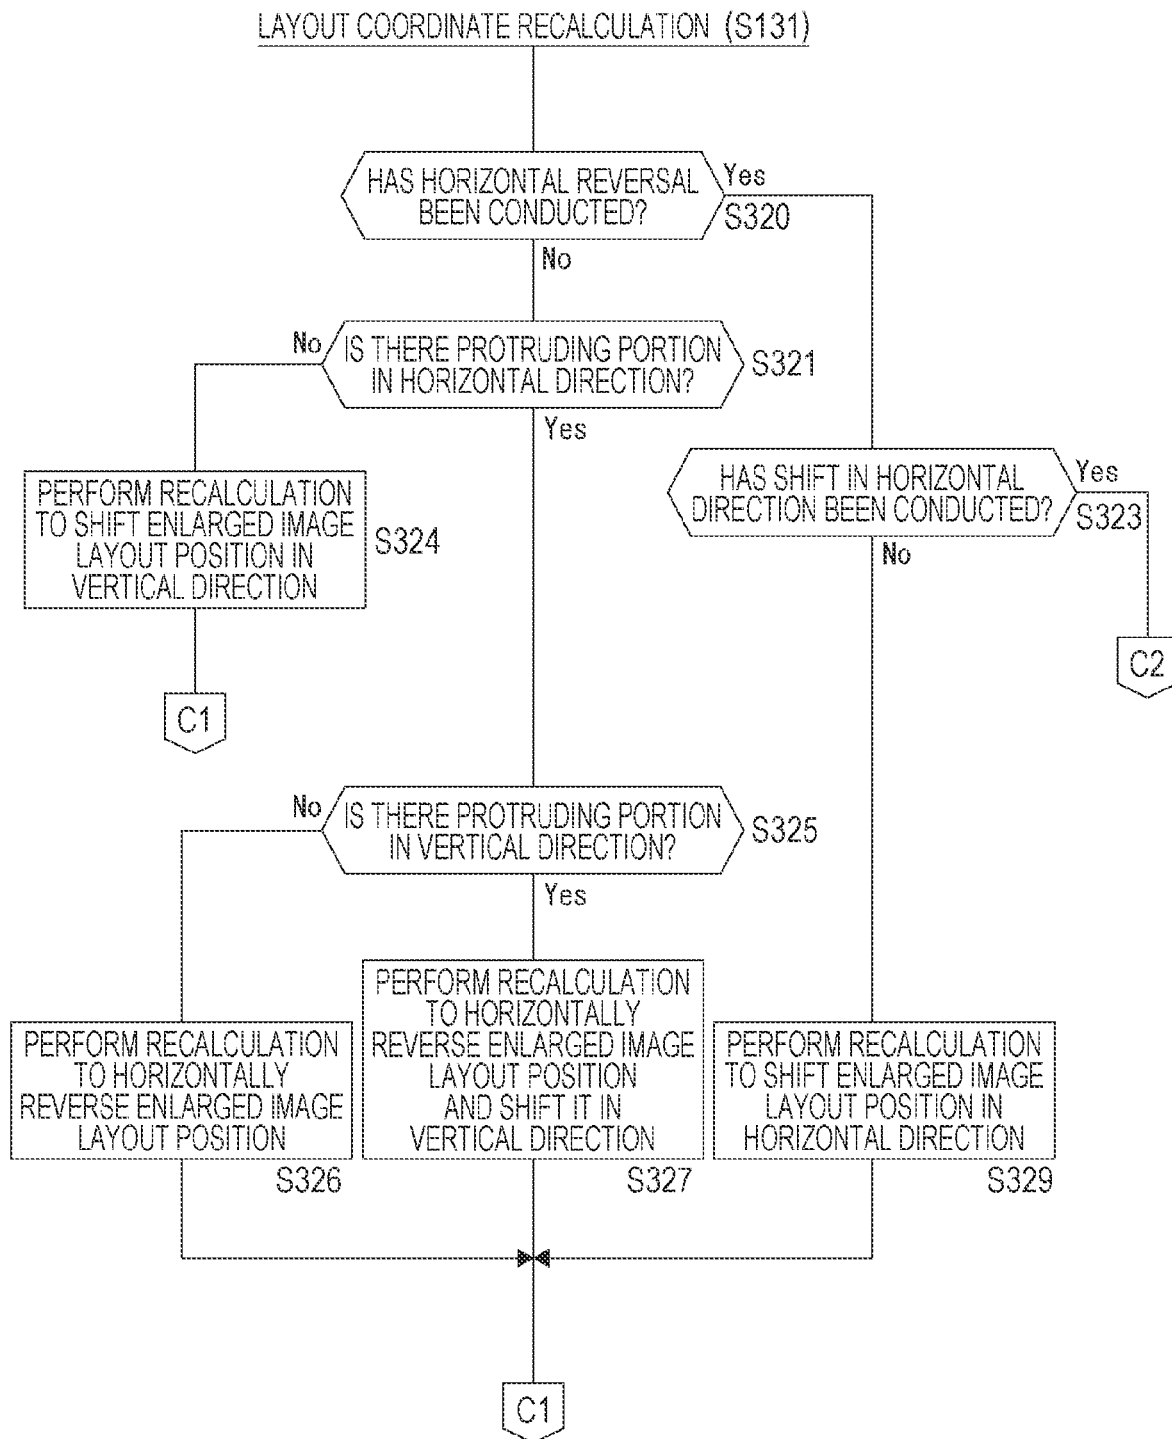 LAYOUT COORDINATE RECALCULATION (S131)
HAS HORIZONTAL REVERSAL
BEEN CONDUCTED?
Yes
S320
No
IS THERE PROTRUDING PORTION
IN HORIZONTAL DIRECTION?
No
S321
Yes
HAS SHIFT IN HORIZONTAL
DIRECTION BEEN CONDUCTED?
Yes
S323
No
PERFORM RECALCULATION
TO SHIFT ENLARGED IMAGE
LAYOUT POSITION IN
VERTICAL DIRECTION
S324
C2
C1
No
IS THERE PROTRUDING PORTION
IN VERTICAL DIRECTION?
S325
Yes
PERFORM RECALCULATION
TO HORIZONTALLY
REVERSE ENLARGED IMAGE
LAYOUT POSITION
S326
PERFORM RECALCULATION
TO HORIZONTALLY
REVERSE ENLARGED IMAGE
LAYOUT POSITION
AND SHIFT IT IN
VERTICAL DIRECTION
S327
PERFORM RECALCULATION
TO SHIFT ENLARGED IMAGE
LAYOUT POSITION IN
HORIZONTAL DIRECTION
S329
C1